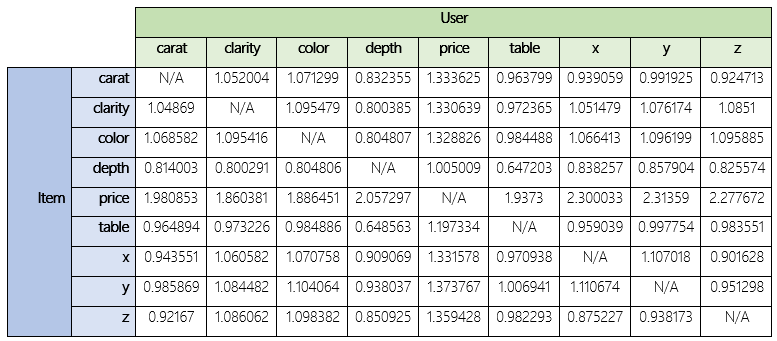 User
carat clarity color depth price table x y z
carat N/A 1.052004 1.071299 0.832355 1.333625 0.963799 0.939059 0.991925 0.924713
clarity 1.04869 N/A 1.095479 0.800385 1.330639 0.972365 1.051479 1.076174 1.0851
color 1.068582 1.095416 N/A 0.804807 1.328826 0.984488 1.066413 1.096199 1.095885
depth 0.814003 0.800291 0.804806 N/A 1.005009 0.647203 0.838257 0.857904 0.825574
Item price 1.980853 1.860381 1.886451 2.057297 N/A 1.9373 2.300033 2.31359 2.277672
table 0.964894 0.973226 0.984886 0.648563 1.197334 N/A 0.959039 0.997754 0.983551
x 0.943551 1.060582 1.070758 0.909069 1.331578 0.970938 N/A 1.107018 0.901628
y 0.985869 1.084482 1.104064 0.938037 1.373767 1.006941 1.110674 N/A 0.951298
z 0.92167 1.086062 1.098382 0.850925 1.359428 0.982293 0.875227 0.938173 N/A